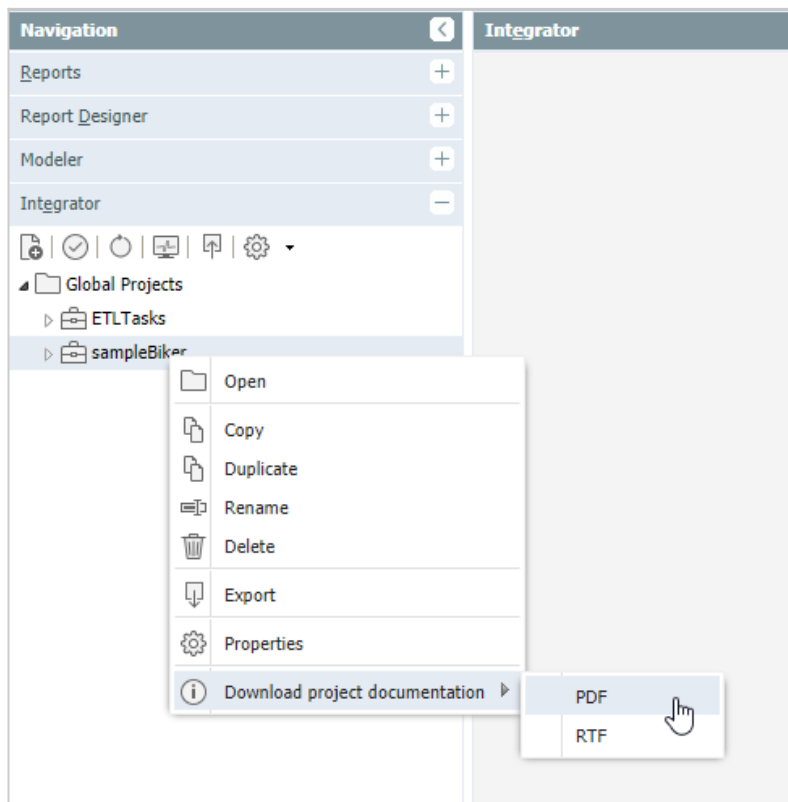 Navigation
Integrator
Reports
Report Designer
Modeler
Integrator
Global Projects
ETLTasks
sampleBiker
Open
Copy
Duplicate
Rename
Delete
Export
Properties
Download project documentation
PDF
RTF